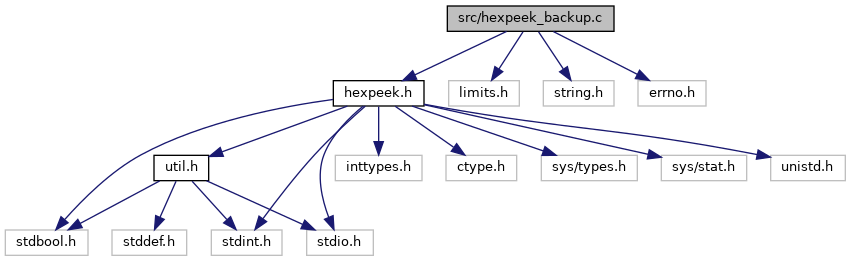 src/hexpeek_backup.c
hexpeek.h
limits.h
string.h
errno.h
util.h
inttypes.h
ctype.h
sys/types.h
sys/stat.h
unistd.h
stdbool.h
stddef.h
stdint.h
stdio.h